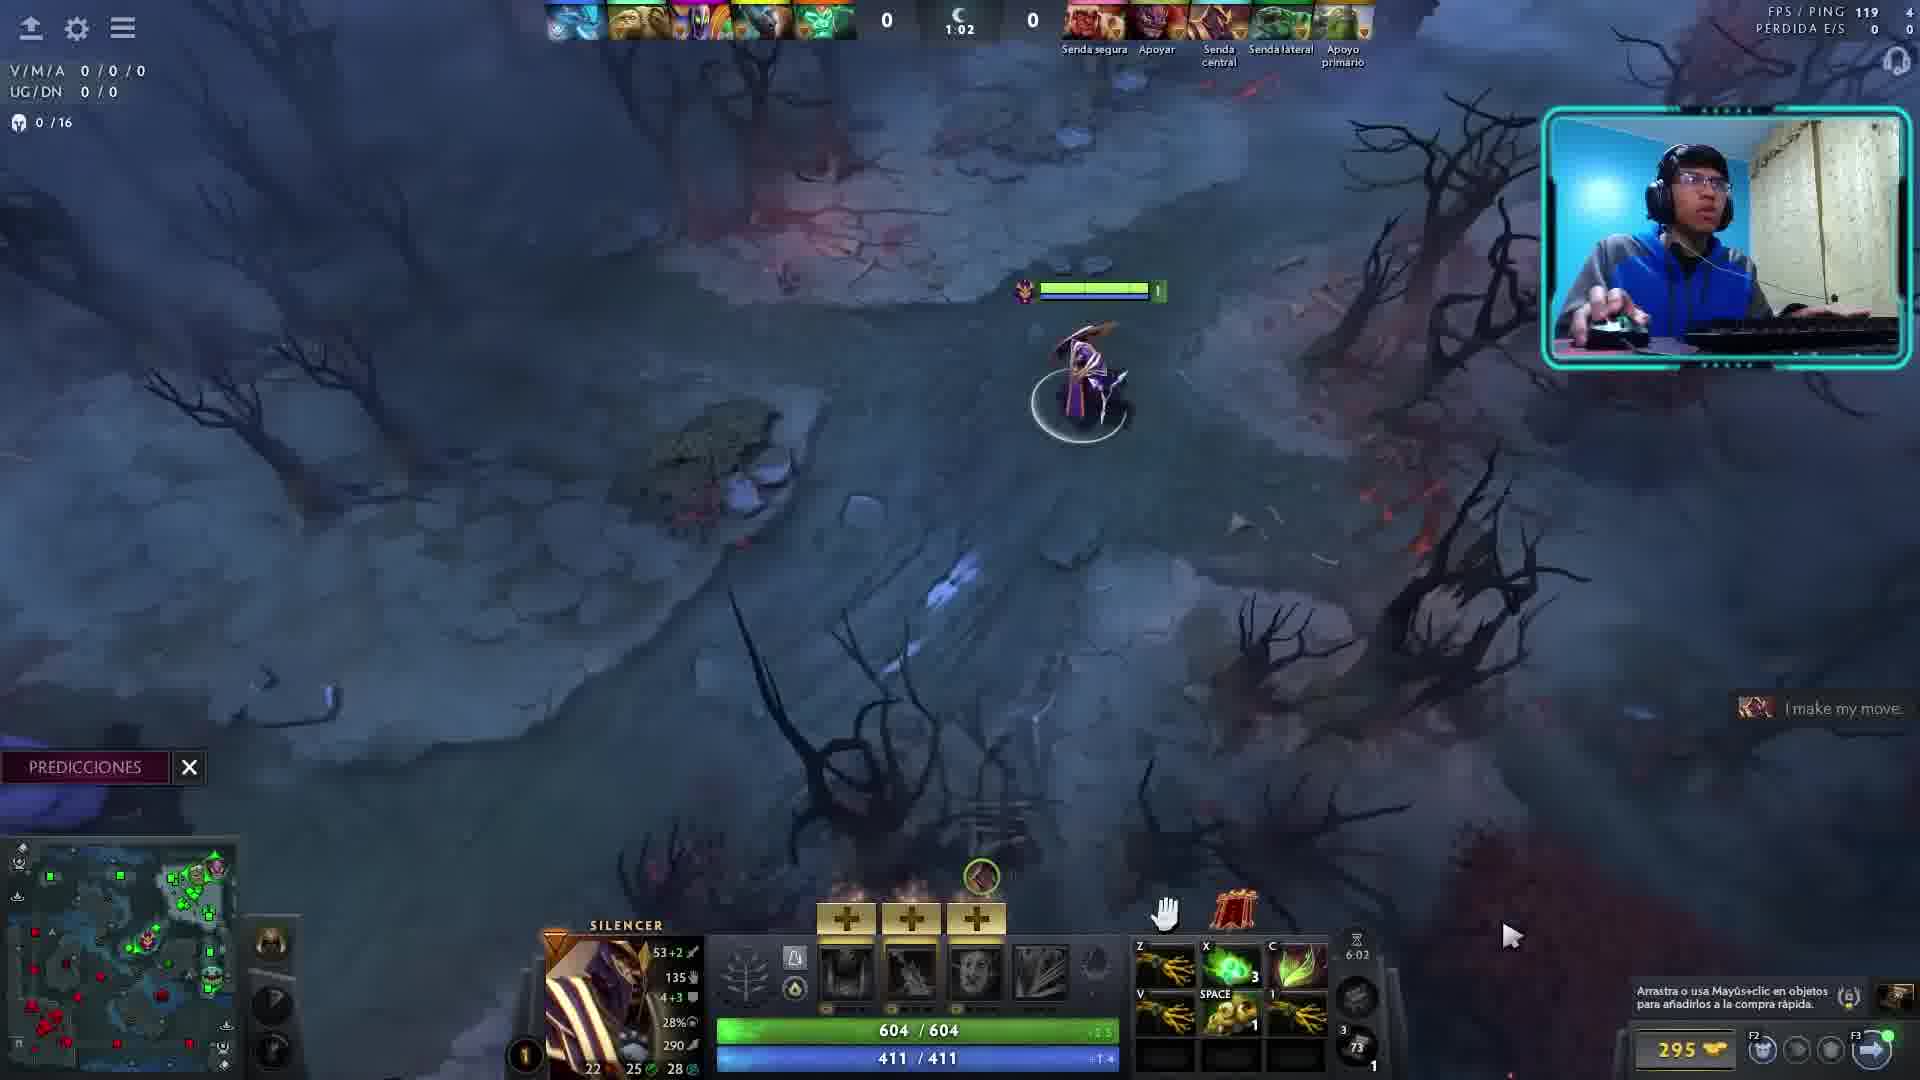 0
1:02
0
FPS / PING 119 4
PERDIDA E/S 0 0
Senda segura
Apoyar
Senda central
Senda lateral
Apoyo primario
V/M/A 0 / 0 / 0
UG/DN 0 / 0
0 /16
1
I make my move.
PREDICCIONES
SILENCER
53+2
135
4+3
28%
290
22 25 28
1
604 / 604
411 / 411
Z
X
C
3
V
SPACE
1
1
6:02
3
73
1
Arrastra o usa Mayús+clic en objetos
para añadirlos a la compra rápida.
295
F2
F3